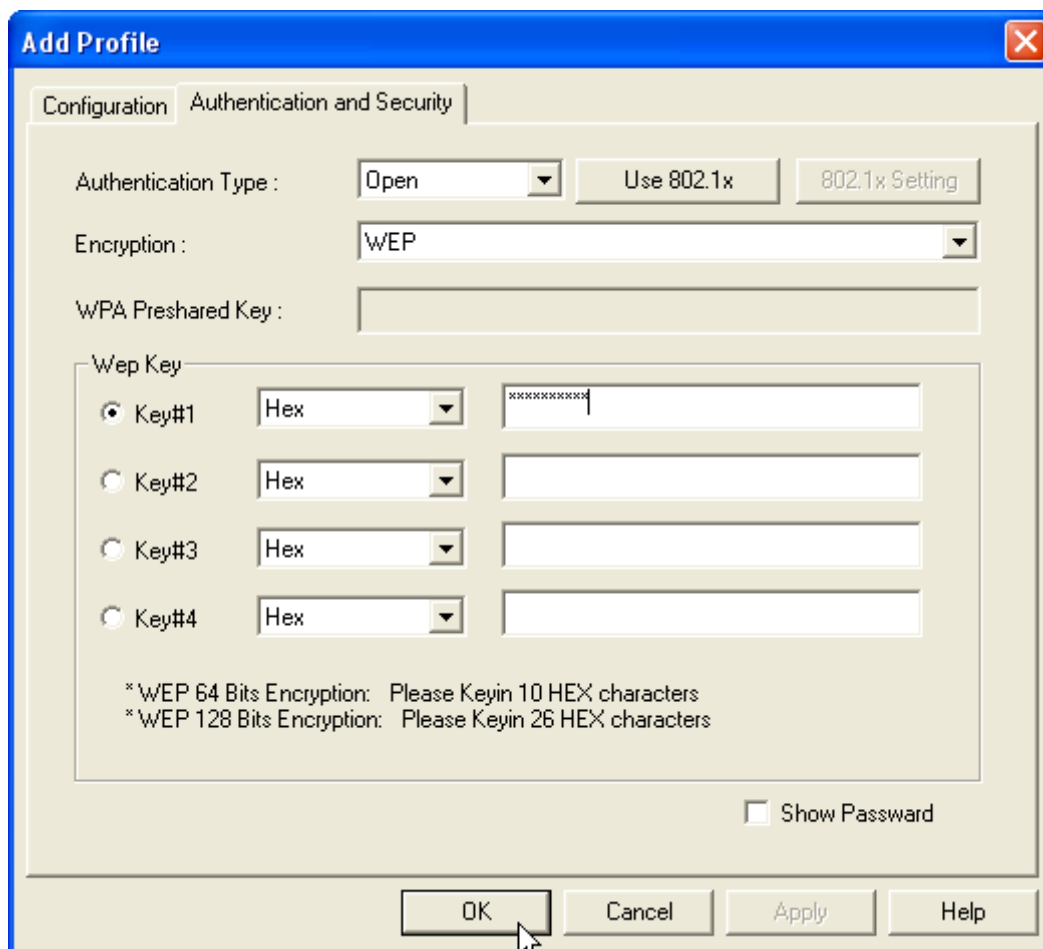 Add Profile
Configuration
Authentication and Security
Authentication Type :
Open
Use 802.1x
802.1x Setting
Encryption :
WEP
WPA Preshared Key :
Wep Key
Key#1
Hex
**********
Key#2
Hex
Key#3
Hex
Key#4
Hex
* WEP 64 Bits Encryption: Please Keyin 10 HEX characters
* WEP 128 Bits Encryption: Please Keyin 26 HEX characters
Show Passward
OK
Cancel
Apply
Help